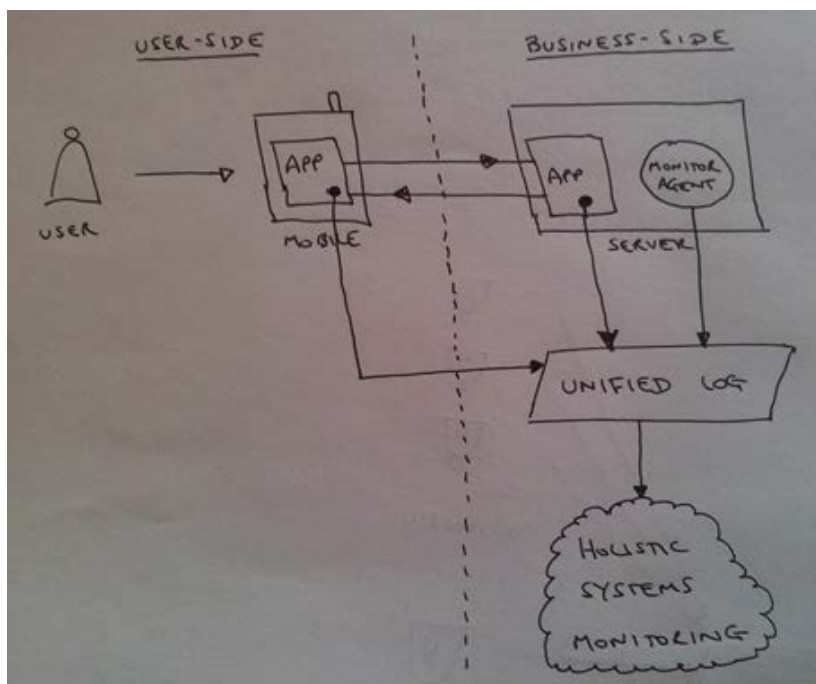 USER-SIDE
BUSINESS-SIDE
USER
APP
MOBILE
APP
MONITOR
AGENT
SERVER
UNIFIED LOG
HOLISTIC
SYSTEMS
MONITORING